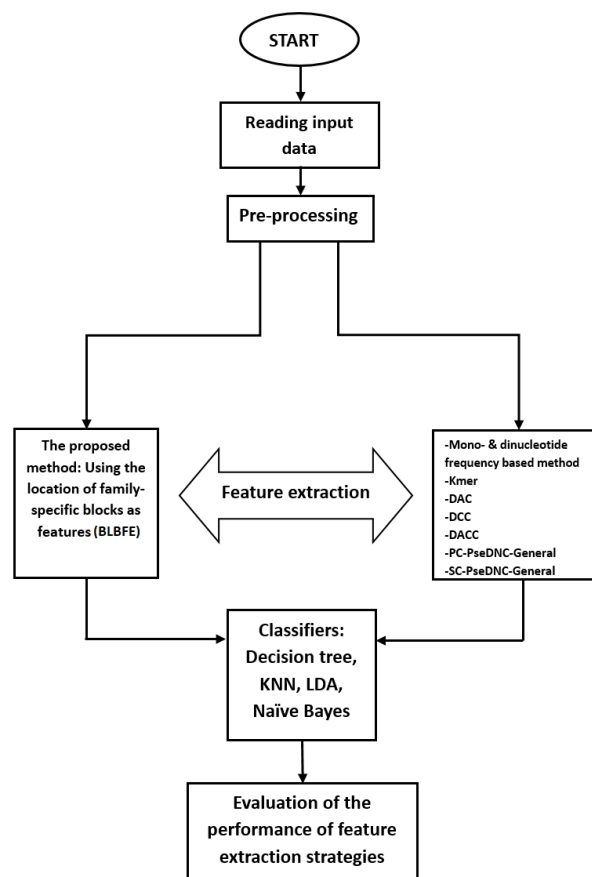 START
Reading input
data
Pre-processing
The proposed
method: Using the
location of family-
specific blocks as
features (BLBFE)
Feature extraction
-Mono- & dinucleotide
frequency based method
-Kmer
-DAC
-DCC
-DACC
-PC-PseDNC-General
-SC-PseDNC-General
Classifiers:
Decision tree,
KNN, LDA,
Naïve Bayes
Evaluation of the
performance of feature
extraction strategies